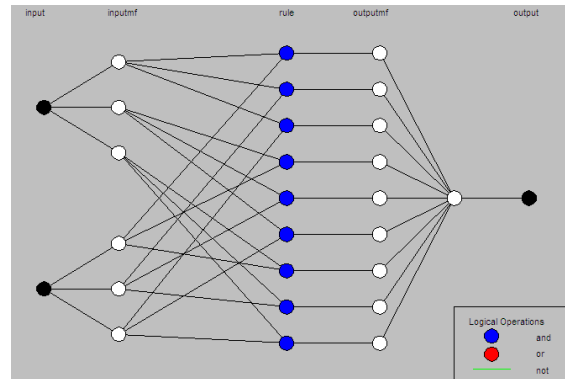 input inputmf rule outputmf output
Logical Operations
and
or
not